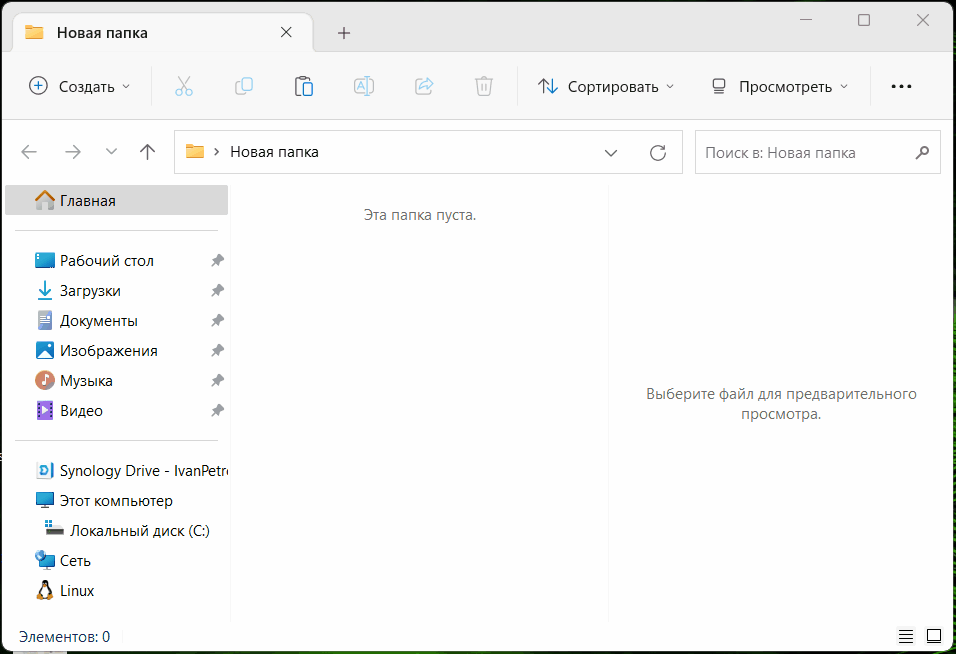 Новая папка
Создать
Сортировать
Просмотреть
Новая папка
Поиск в: Новая папка
Главная
Эта папка пуста.
Рабочий стол
Загрузки
Документы
Изображения
Музыка
Видео
Выберите файл для предварительного
просмотра.
Synology Drive - IvanPetr
Этот компьютер
Локальный диск (C:)
Сеть
Linux
Элементов: 0